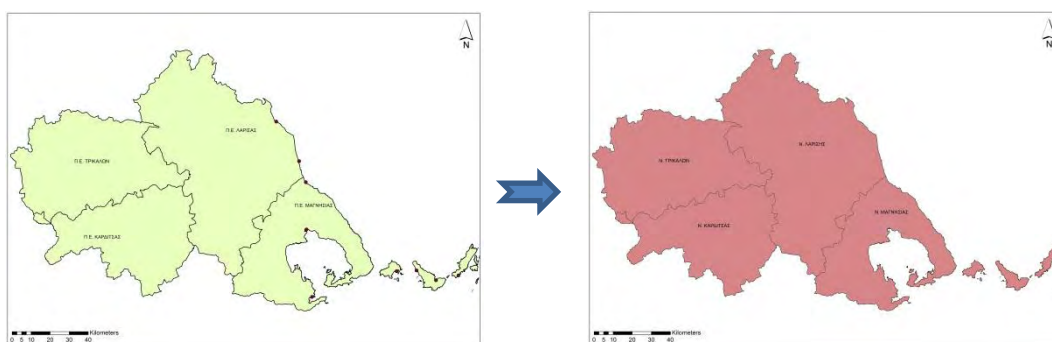 N
Π.Ε. ΛΑΡΙΣΑΣ
Π.Ε. ΤΡΙΚΑΛΩΝ
Π.Ε. ΜΑΓΝΗΣΙΑΣ
Π.Ε. ΚΑΡΔΙΤΣΑΣ
Kilometers
0 5 10 20 30 40
N
Ν. ΛΑΡΙΣΗΣ
Ν. ΤΡΙΚΑΛΩΝ
Ν. ΜΑΓΝΗΣΙΑΣ
Ν. ΚΑΡΔΙΤΣΑΣ
Kilometers
0 5 10 20 30 40